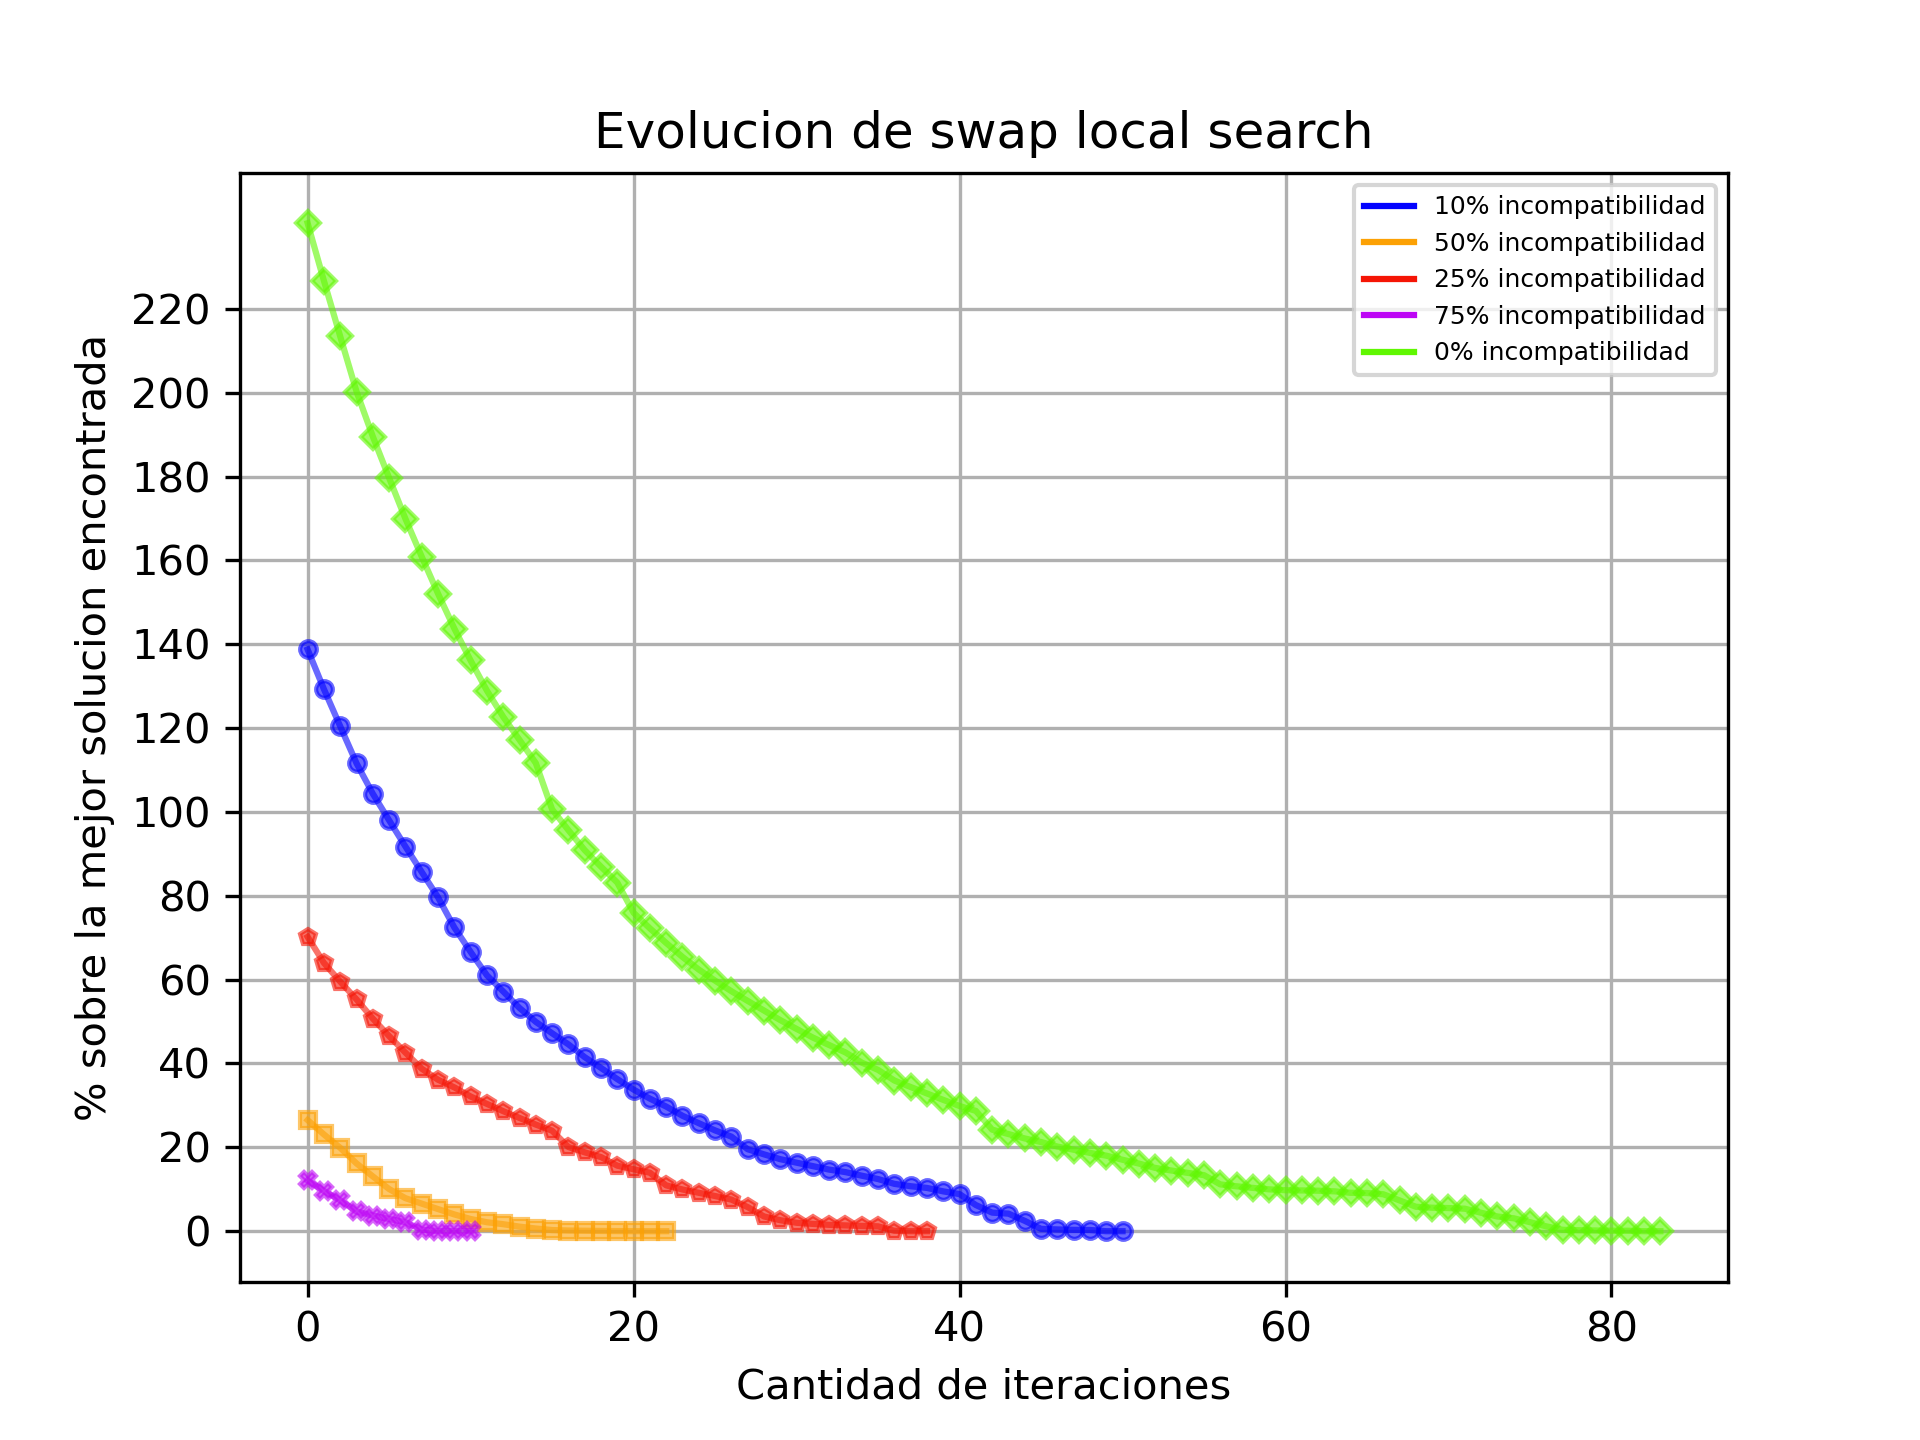 Evolucion de swap local search
10% incompatibilidad
50% incompatibilidad
25% incompatibilidad
75% incompatibilidad
0% incompatibilidad
% sobre la mejor solucion encontrada
220
200
180
160
140
120
100
80
60
40
20
0
0 20 40 60 80
Cantidad de iteraciones